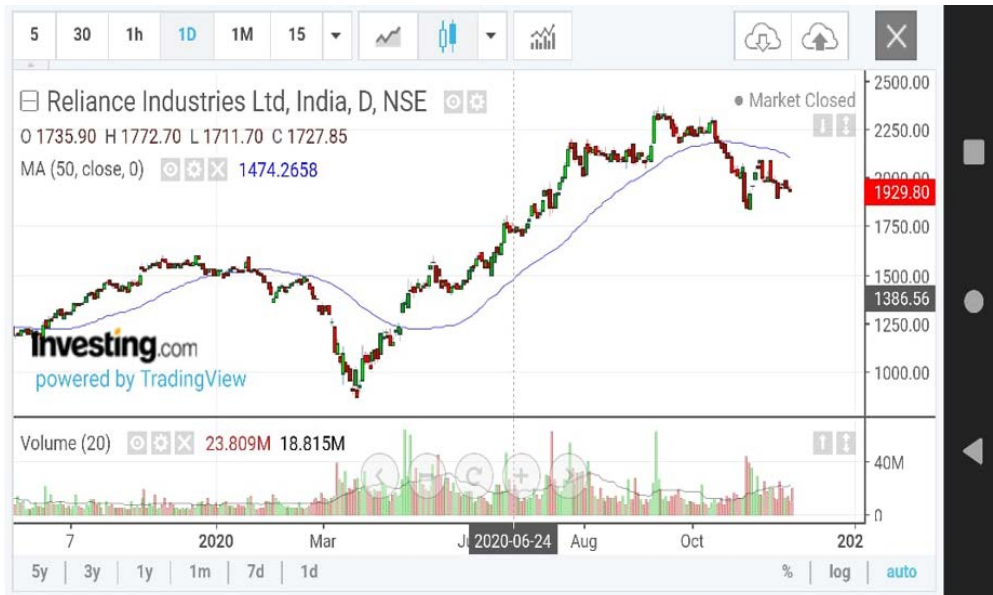 5 30 1h 1D 1M 15
Reliance Industries Ltd, India, D, NSE
Market Closed
O 1735.90 H 1772.70 L 1711.70 C 1727.85
MA (50, close, 0) 1474.2658
2500.00
2250.00
2000.00
1929.80
1750.00
1500.00
1386.56
1250.00
1000.00
Investing.com
powered by TradingView
Volume (20) 23.809M 18.815M
40M
0
7 2020 Mar 2020-06-24 Aug Oct 202
5y 3y 1y 1m 7d 1d % log auto